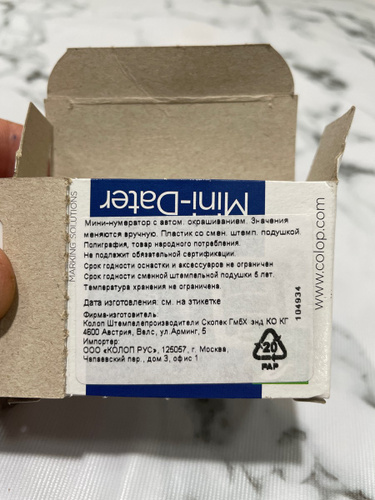 MARKING SOLUTIONS
Mini-Dater
Мини-нумератор с автом. окрашиванием. Значения
меняются вручную. Пластик со смен. штемп. подушкой.
Полиграфия, товар народного потребления.
Не подлежит обязательной сертификации.
Срок годности оснастки и аксессуаров не ограничен
Срок годности сменной штемпельной подушки 5 лет.
Температура хранения не ограничена.
Дата изготовления: см. на этикетке
Фирма-изготовитель:
Колоп Штемпелепроизводители Скопек ГмбХ энд КО КГ
4600 Австрия, Велс, ул Арминг, 5
Импортер:
ООО «КОЛОП РУС», 125057, г. Москва,
Чапаевский пер., дом 3, офис 1
104934
20
PAP
www.colop.com